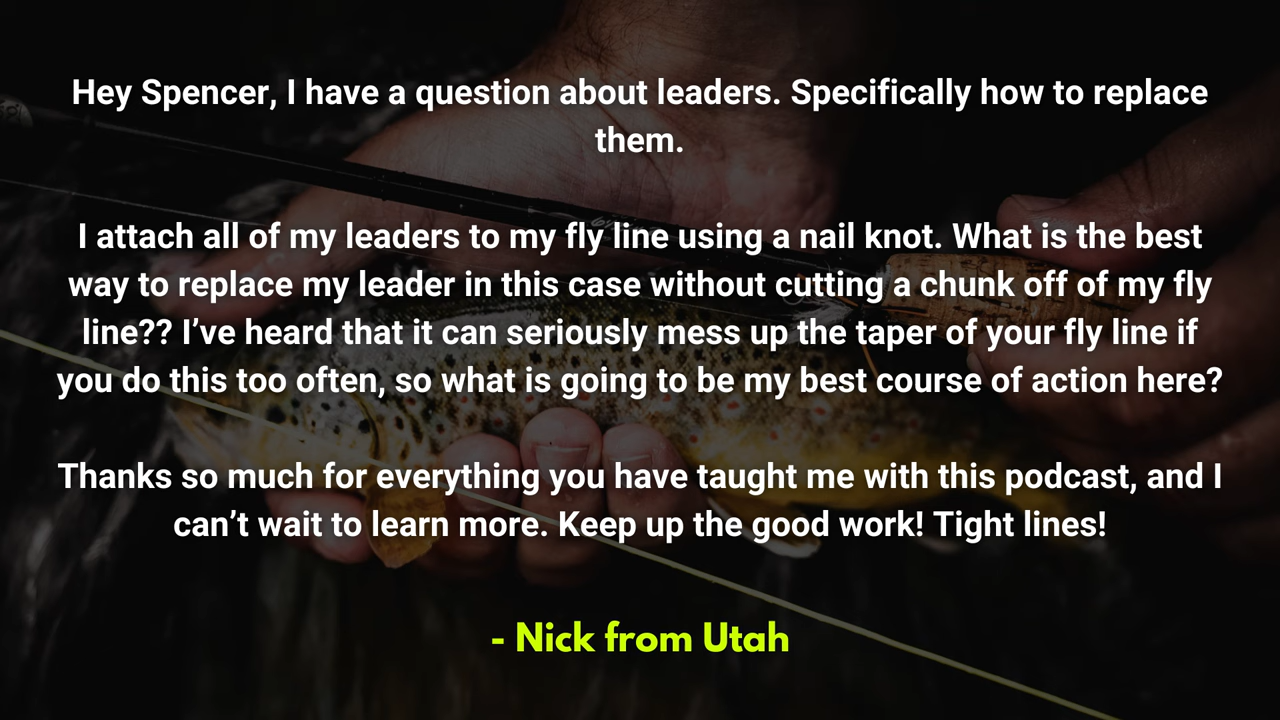 Hey Spencer, I have a question about leaders. Specifically how to replace
them.
I attach all of my leaders to my fly line using a nail knot. What is the best
way to replace my leader in this case without cutting a chunk off of my fly
line?? I’ve heard that it can seriously mess up the taper of your fly line if
you do this too often, so what is going to be my best course of action here?
Thanks so much for everything you have taught me with this podcast, and I
can’t wait to learn more. Keep up the good work! Tight lines!
- Nick from Utah